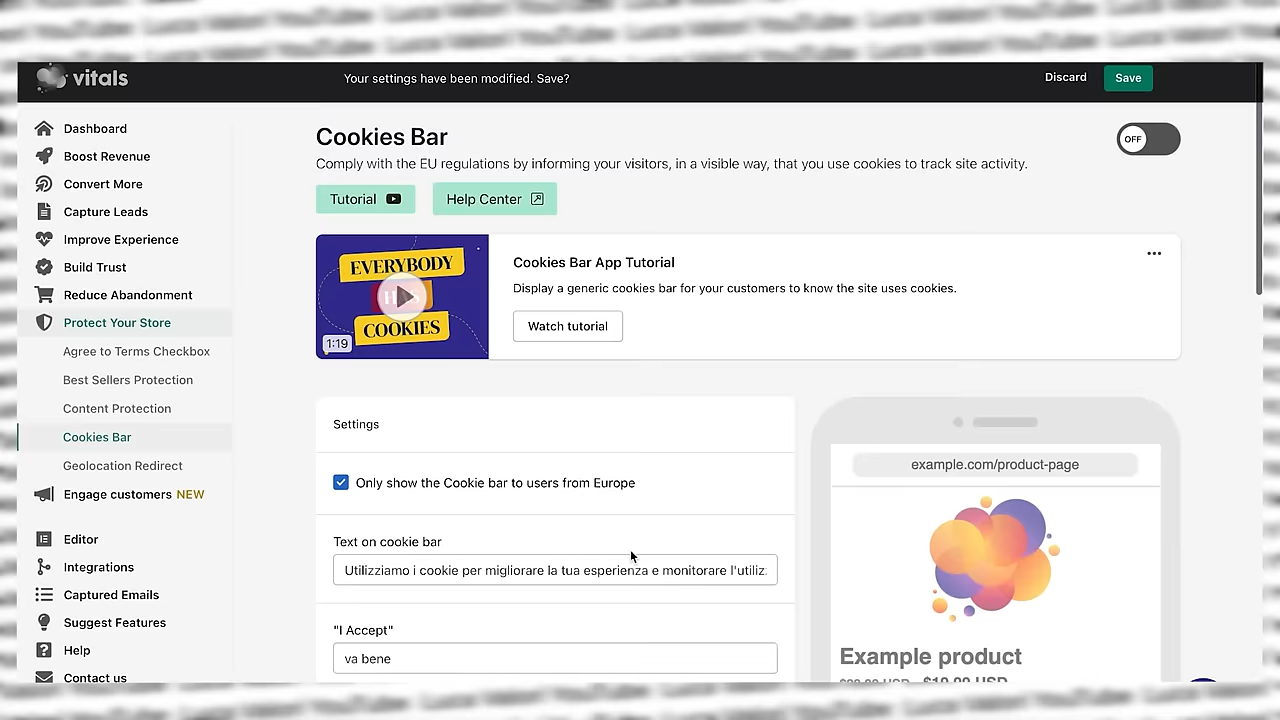 vitals
Your settings have been modified. Save?
Discard
Save
Dashboard
Boost Revenue
Convert More
Capture Leads
Improve Experience
Build Trust
Reduce Abandonment
Protect Your Store
Agree to Terms Checkbox
Best Sellers Protection
Content Protection
Cookies Bar
Geolocation Redirect
Engage customers NEW
Editor
Integrations
Captured Emails
Suggest Features
Help
Contact us
Cookies Bar
OFF
Comply with the EU regulations by informing your visitors, in a visible way, that you use cookies to track site activity.
Tutorial
Help Center
EVERYBODY
COOKIES
1:19
Cookies Bar App Tutorial
Display a generic cookies bar for your customers to know the site uses cookies.
Watch tutorial
Settings
Only show the Cookie bar to users from Europe
Text on cookie bar
Utilizziamo i cookie per migliorare la tua esperienza e monitorare l'utiliz
"I Accept"
va bene
example.com/product-page
Example product